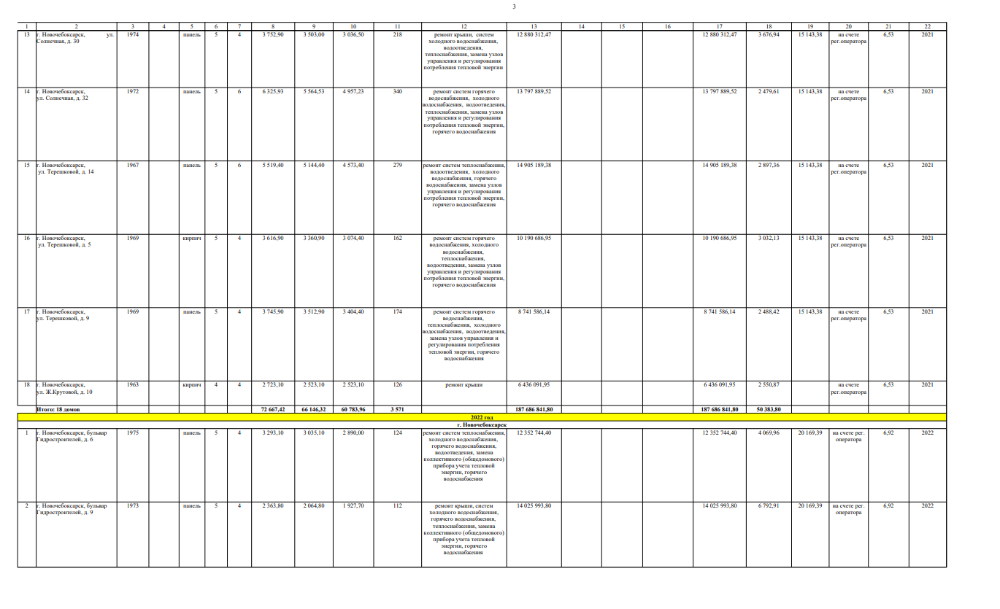 3
1 2 3 4 5 6 7 8 9 10 11 12 13 14 15 16 17 18 19 20 21 22
13 г. Новочебоксарск, ул. 1974 панель 5 4 3 752,90 3 503,00 3 036,50 218 ремонт крыши, систем 12 880 312,47 12 880 312,47 3 676,94 15 143,38 на счете 6,53 2021
Солнечная, д. 30 холодного водоснабжения, рег.оператора
водоотведения,
теплоснабжения, замена узлов
управления и регулирования
потребления тепловой энергии
14 г. Новочебоксарск, 1972 панель 5 6 6 325,93 5 564,53 4 957,23 340 ремонт систем горячего 13 797 889,52 13 797 889,52 2 479,61 15 143,38 на счете 6,53 2021
ул. Солнечная, д. 32 водоснабжения, холодного рег.оператора
водоснабжения, водоотведения,
теплоснабжения, замена узлов
управления и регулирования
потребления тепловой энергии,
горячего водоснабжения
15 г. Новочебоксарск, 1967 панель 5 6 5 519,40 5 144,40 4 573,40 279 ремонт систем теплоснабжения, 14 905 189,38 14 905 189,38 2 897,36 15 143,38 на счете 6,53 2021
ул. Терешковой, д. 14 водоотведения, холодного рег.оператора
водоснабжения, горячего
водоснабжения, замена узлов
управления и регулирования
потребления тепловой энергии,
горячего водоснабжения
16 г. Новочебоксарск, 1969 кирпич 5 4 3 616,90 3 360,90 3 074,40 162 ремонт систем горячего 10 190 686,95 10 190 686,95 3 032,13 15 143,38 на счете 6,53 2021
ул. Терешковой, д. 5 водоснабжения, холодного рег.оператора
водоснабжения,
теплоснабжения,
водоотведения, замена узлов
управления и регулирования
потребления тепловой энергии,
горячего водоснабжения
17 г. Новочебоксарск, 1969 панель 5 4 3 745,90 3 512,90 3 404,40 174 ремонт систем горячего 8 741 586,14 8 741 586,14 2 488,42 15 143,38 на счете 6,53 2021
ул. Терешковой, д. 9 водоснабжения, рег.оператора
теплоснабжения, холодного
водоснабжения, водоотведения,
замена узлов управления и
регулирования потребления
тепловой энергии, горячего
водоснабжения
18 г. Новочебоксарск, 1963 кирпич 4 4 2 723,10 2 523,10 2 523,10 126 ремонт крыши 6 436 091,95 6 436 091,95 2 550,87 на счете 6,53 2021
ул. Ж.Крутовой, д. 10 рег.оператора
Итого: 18 домов 72 667,42 66 146,32 60 783,96 3 571 187 686 841,80 187 686 841,80 50 383,80
2022 год
г. Новочебоксарск
1 г. Новочебоксарск, бульвар 1975 панель 5 4 3 293,10 3 035,10 2 890,00 124 ремонт систем теплоснабжения, 12 352 744,40 12 352 744,40 4 069,96 20 169,39 на счете рег. 6,92 2022
Гидростроителей, д. 6 холодного водоснабжения, оператора
горячего водоснабжения,
водоотведения, замена
коллективного (общедомового)
прибора учета тепловой
энергии, горячего
водоснабжения
2 г. Новочебоксарск, бульвар 1973 панель 5 4 2 363,80 2 064,80 1 927,70 112 ремонт крыши, систем 14 025 993,80 14 025 993,80 6 792,91 20 169,39 на счете рег. 6,92 2022
Гидростроителей, д. 9 холодного водоснабжения, оператора
горячего водоснабжения,
теплоснабжения, замена
коллективного (общедомового)
прибора учета тепловой
энергии, горячего
водоснабжения